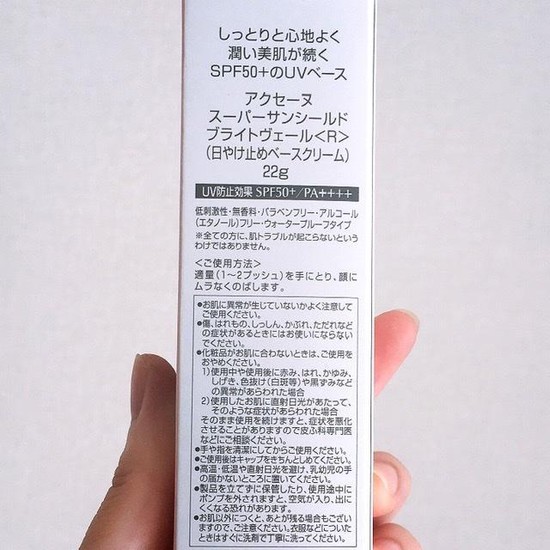 しっとりと心地よく
潤い美肌が続く
SPF50+のUVベース
アクセーヌ
スーパーサンシールド
ブライトヴェール<R>
(日やけ止めベースクリーム)
22g
UV防止効果 SPF50+/PA++++
低刺激性・無香料・パラベンフリー・アルコール
(エタノール)フリー・ウォータープルーフタイプ
※全ての方に、肌トラブルが起こらないという
わけではありません。
<ご使用方法>
適量(1〜2プッシュ)を手にとり、顔に
ムラなくのばします。
●お肌に異常が生じていないかよく注意して
ご使用ください。
●傷、はれもの、しっしん、かぶれ、ただれなど
の症状があるときにはお使いにならない
でください。
●化粧品がお肌に合わないときは、ご使用を
おやめください。
1)使用中や使用後に赤み、はれ、かゆみ、
しげき、色抜け(白斑等)や黒ずみなど
の異常があらわれた場合
2)使用したお肌に直射日光があたって、
そのような症状があらわれた場合
そのまま使用を続けますと、症状を悪化
させることがありますので皮ふ科専門医
などにご相談ください。
●手や指を清潔にしてからご使用ください。
●ご使用後はキャップをきちんとしめてください。
●高温・低温や直射日光を避け、乳幼児の手
の届かないところに置いてください。
●製品を立てずに保管したり、使用途中に
ポンプを外されますと、空気が入り、出に
くくなる恐れがあります。
●お肌以外につくと、あとが残る場合もござい
ますので、ご注意ください。衣服などについた
ときはすぐに洗剤で丁寧に洗ってください。